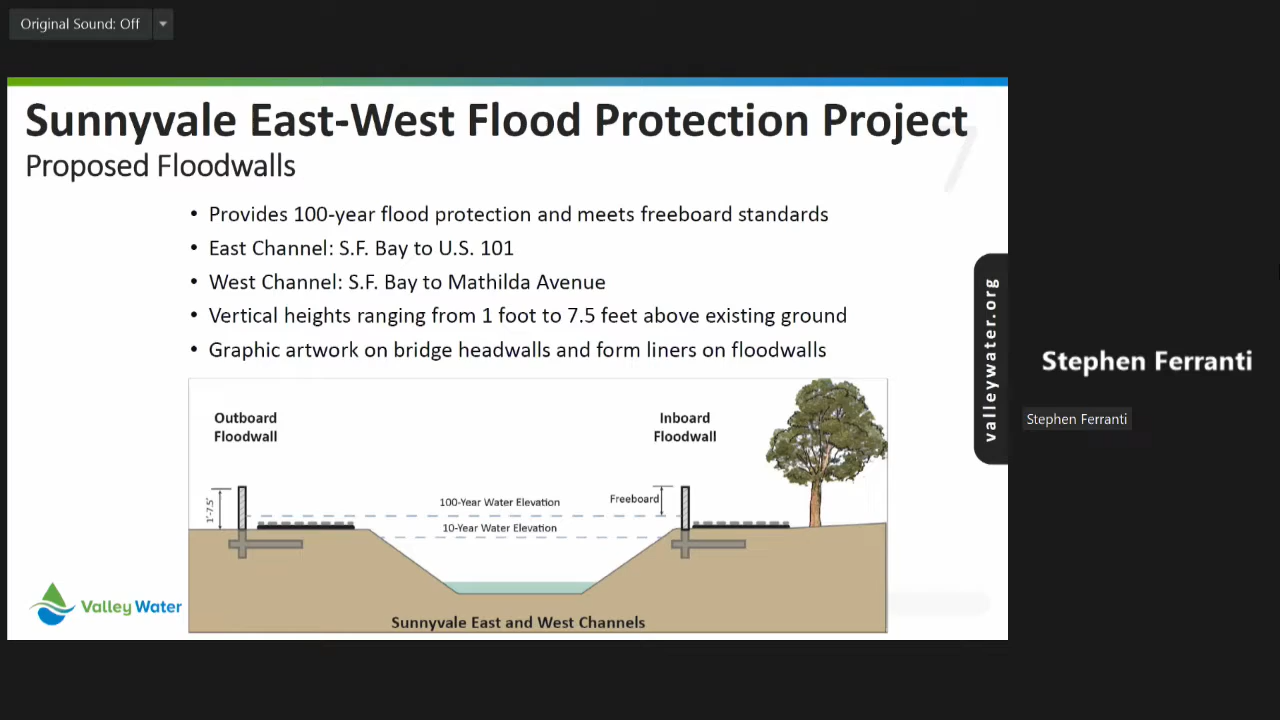 Original Sound: Off
Sunnyvale East-West Flood Protection Project
Proposed Floodwalls
• Provides 100-year flood protection and meets freeboard standards
• East Channel: S.F. Bay to U.S. 101
• West Channel: S.F. Bay to Mathilda Avenue
• Vertical heights ranging from 1 foot to 7.5 feet above existing ground
• Graphic artwork on bridge headwalls and form liners on floodwalls
valleywater.org
Stephen Ferranti
Stephen Ferranti
Outboard
Floodwall
Inboard
Floodwall
1'-7.5'
100-Year Water Elevation
Freeboard
10-Year Water Elevation
Valley Water
Sunnyvale East and West Channels